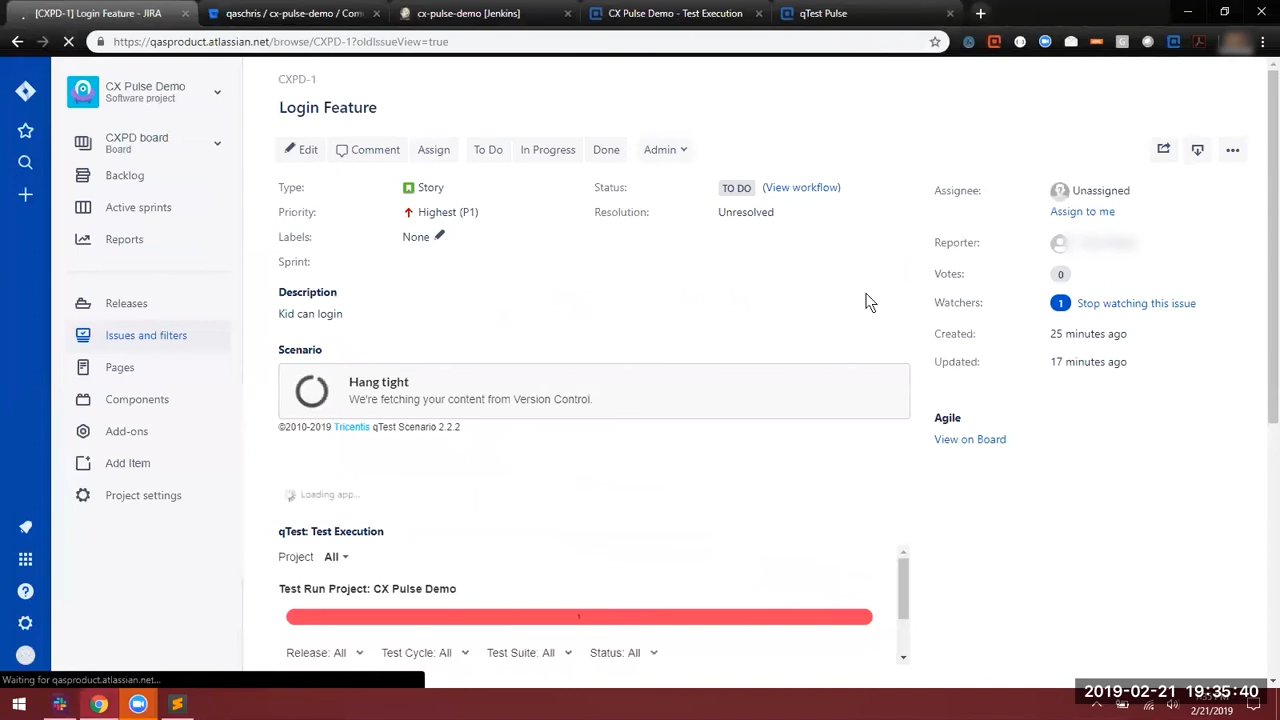 [CXPD-1] Login Feature - JIRA
qaschris / cx-pulse-demo / Com
cx-pulse-demo [Jenkins]
CX Pulse Demo - Test Execution
qTest Pulse
https://qasproduct.atlassian.net/browse/CXPD-1?oldIssueView=true
CX Pulse Demo
Software project
CXPD board
Board
Backlog
Active sprints
Reports
Releases
Issues and filters
Pages
Components
Add-ons
Add Item
Project settings
CXPD-1
Login Feature
Edit
Comment
Assign
To Do
In Progress
Done
Admin
Type:
Story
Status:
TO DO
(View workflow)
Priority:
Highest (P1)
Resolution:
Unresolved
Labels:
None
Sprint:
Description
Kid can login
Scenario
Hang tight
We're fetching your content from Version Control.
©2010-2019 Tricentis qTest Scenario 2.2.2
Loading app...
qTest: Test Execution
Project
All
Test Run Project: CX Pulse Demo
1
Release: All
Test Cycle: All
Test Suite: All
Status: All
Assignee:
Unassigned
Assign to me
Reporter:
Votes:
0
Watchers:
1
Stop watching this issue
Created:
25 minutes ago
Updated:
17 minutes ago
Agile
View on Board
Waiting for qasproduct.atlassian.net...
2019-02-21 19:35:40
2/21/2019